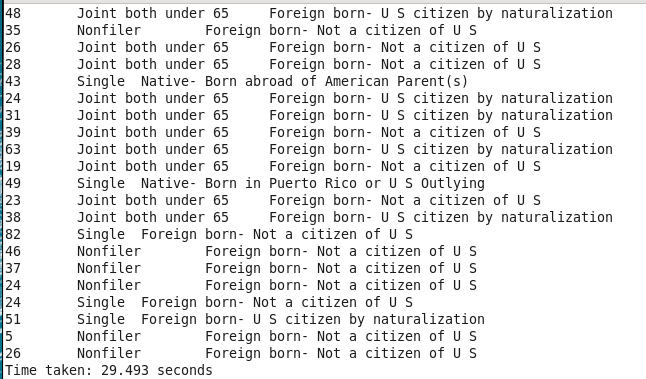 48 Joint both under 65 Foreign born- U S citizen by naturalization
35 Nonfiler Foreign born- Not a citizen of U S
26 Joint both under 65 Foreign born- Not a citizen of U S
28 Joint both under 65 Foreign born- Not a citizen of U S
43 Single Native- Born abroad of American Parent(s)
24 Joint both under 65 Foreign born- U S citizen by naturalization
31 Joint both under 65 Foreign born- U S citizen by naturalization
39 Joint both under 65 Foreign born- Not a citizen of U S
63 Joint both under 65 Foreign born- U S citizen by naturalization
19 Joint both under 65 Foreign born- Not a citizen of U S
49 Single Native- Born in Puerto Rico or U S Outlying
23 Joint both under 65 Foreign born- Not a citizen of U S
38 Joint both under 65 Foreign born- U S citizen by naturalization
82 Single Foreign born- Not a citizen of U S
46 Nonfiler Foreign born- Not a citizen of U S
37 Nonfiler Foreign born- Not a citizen of U S
24 Nonfiler Foreign born- Not a citizen of U S
24 Single Foreign born- Not a citizen of U S
51 Single Foreign born- U S citizen by naturalization
5 Nonfiler Foreign born- Not a citizen of U S
26 Nonfiler Foreign born- Not a citizen of U S
Time taken: 29.493 seconds